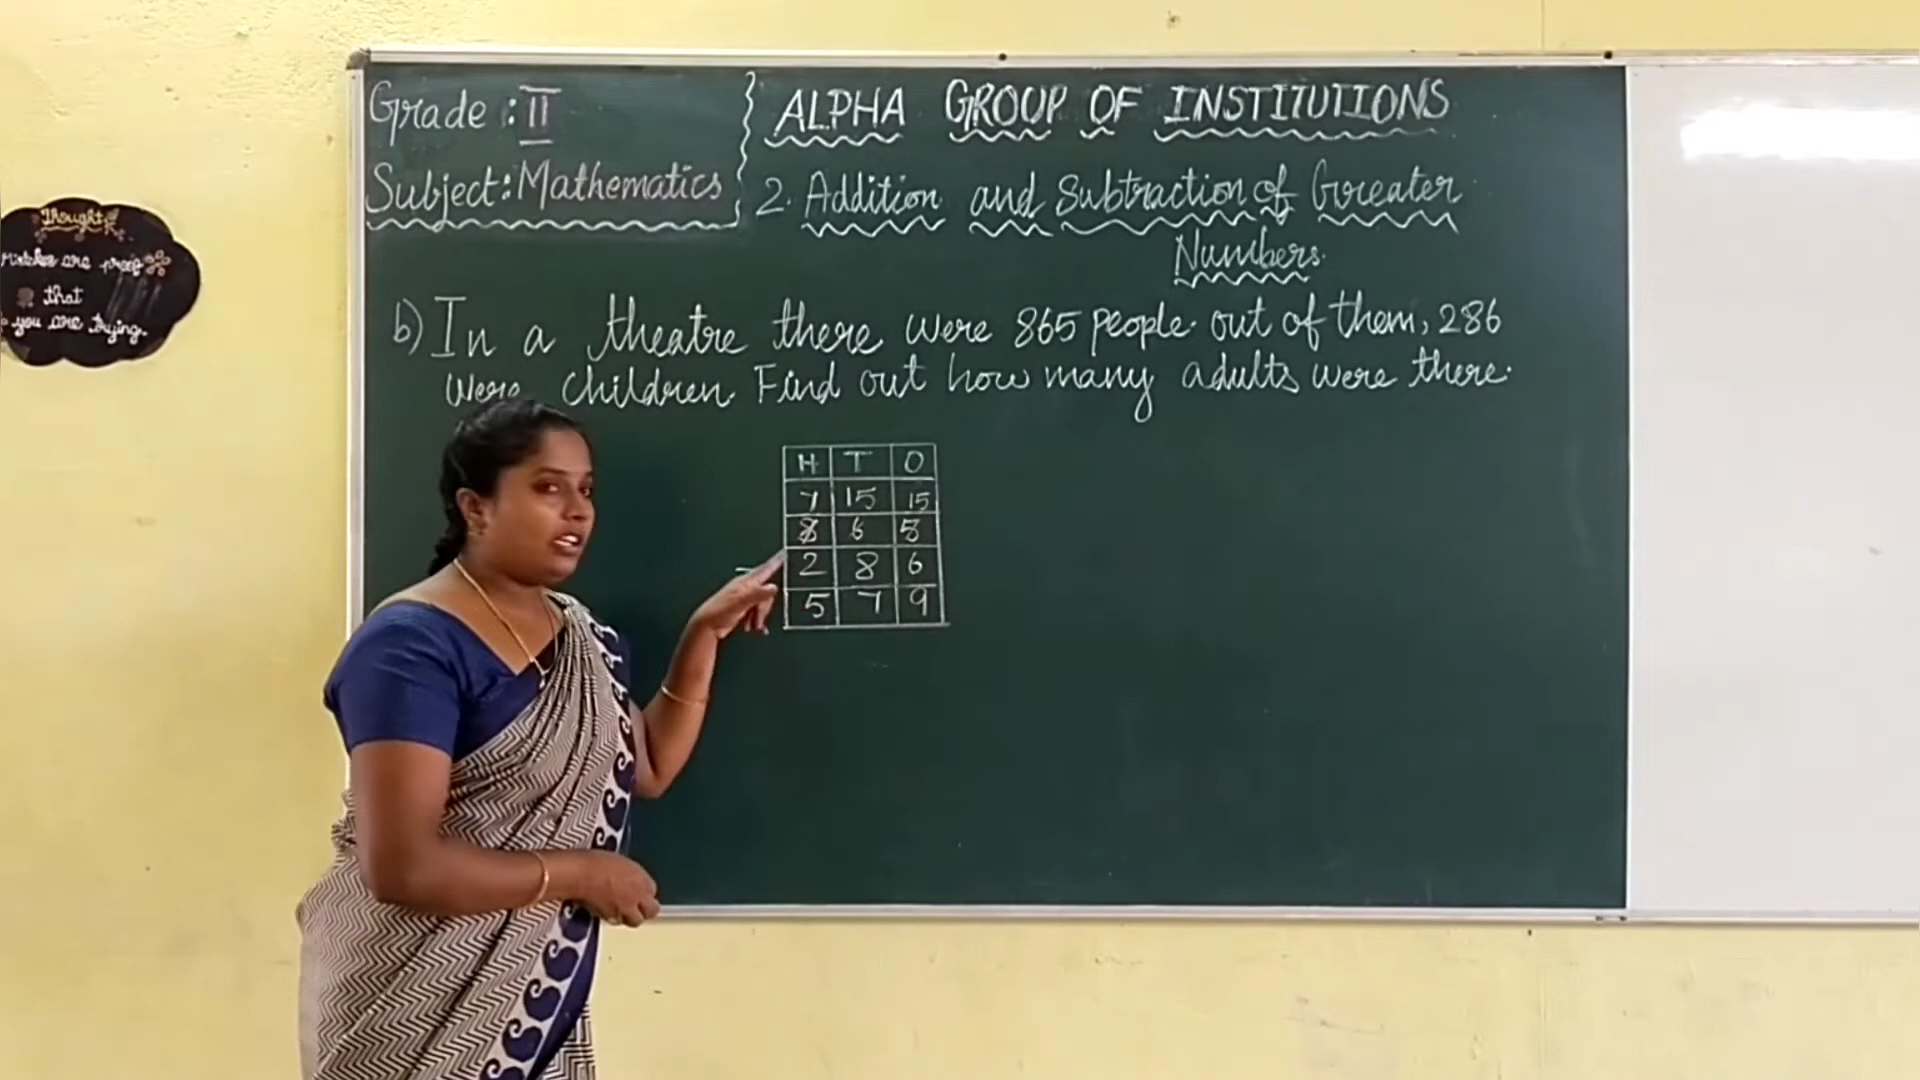 Thought
that
you are trying.
Grade : II
Subject: Mathematics
ALPHA GROUP OF INSTITUTIONS
2. Addition and Subtraction of Greater
Numbers.
b) In a theatre there were 865 people. out of them, 286
were children. Find out how many adults were there.
H T O
7 15 15
8 6 5
- 2 8 6
5 7 9